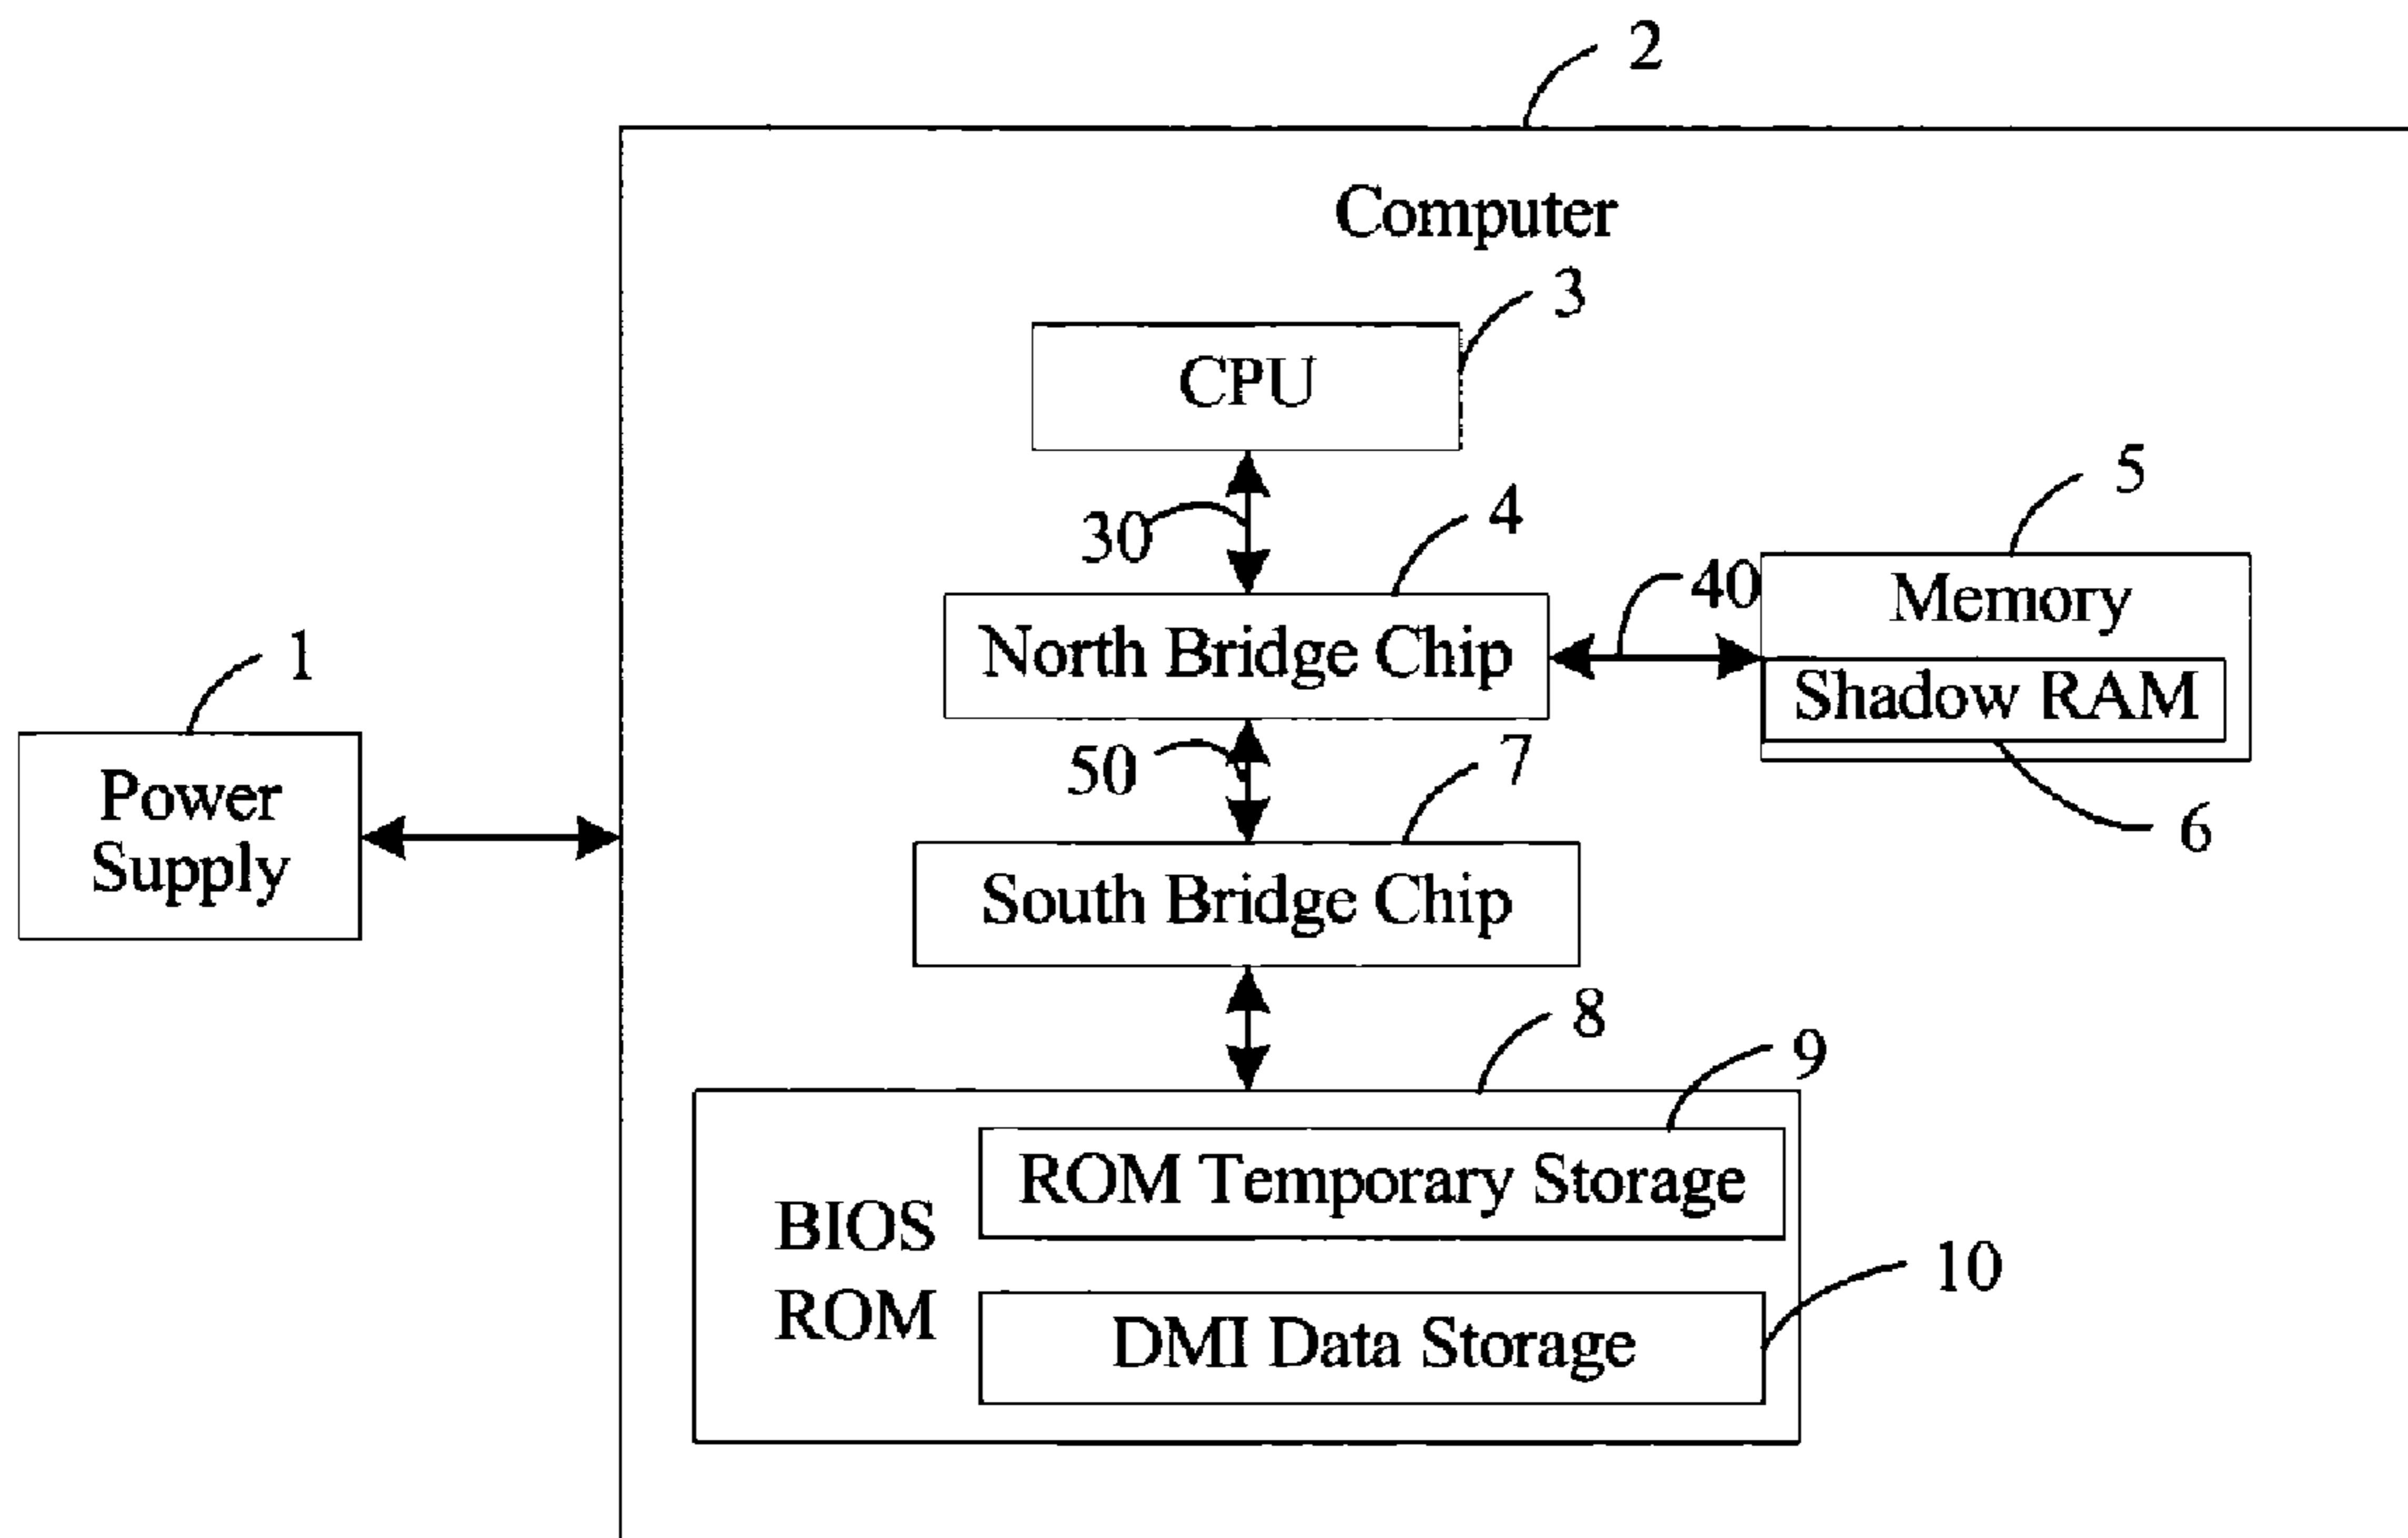 2
Computer
3
CPU
5
30
4
40
Memory
North Bridge Chip
1
Shadow RAM
50
7
Power
Supply
6
South Bridge Chip
8
9
ROM Temporary Storage
BIOS
ROM
10
DMI Data Storage